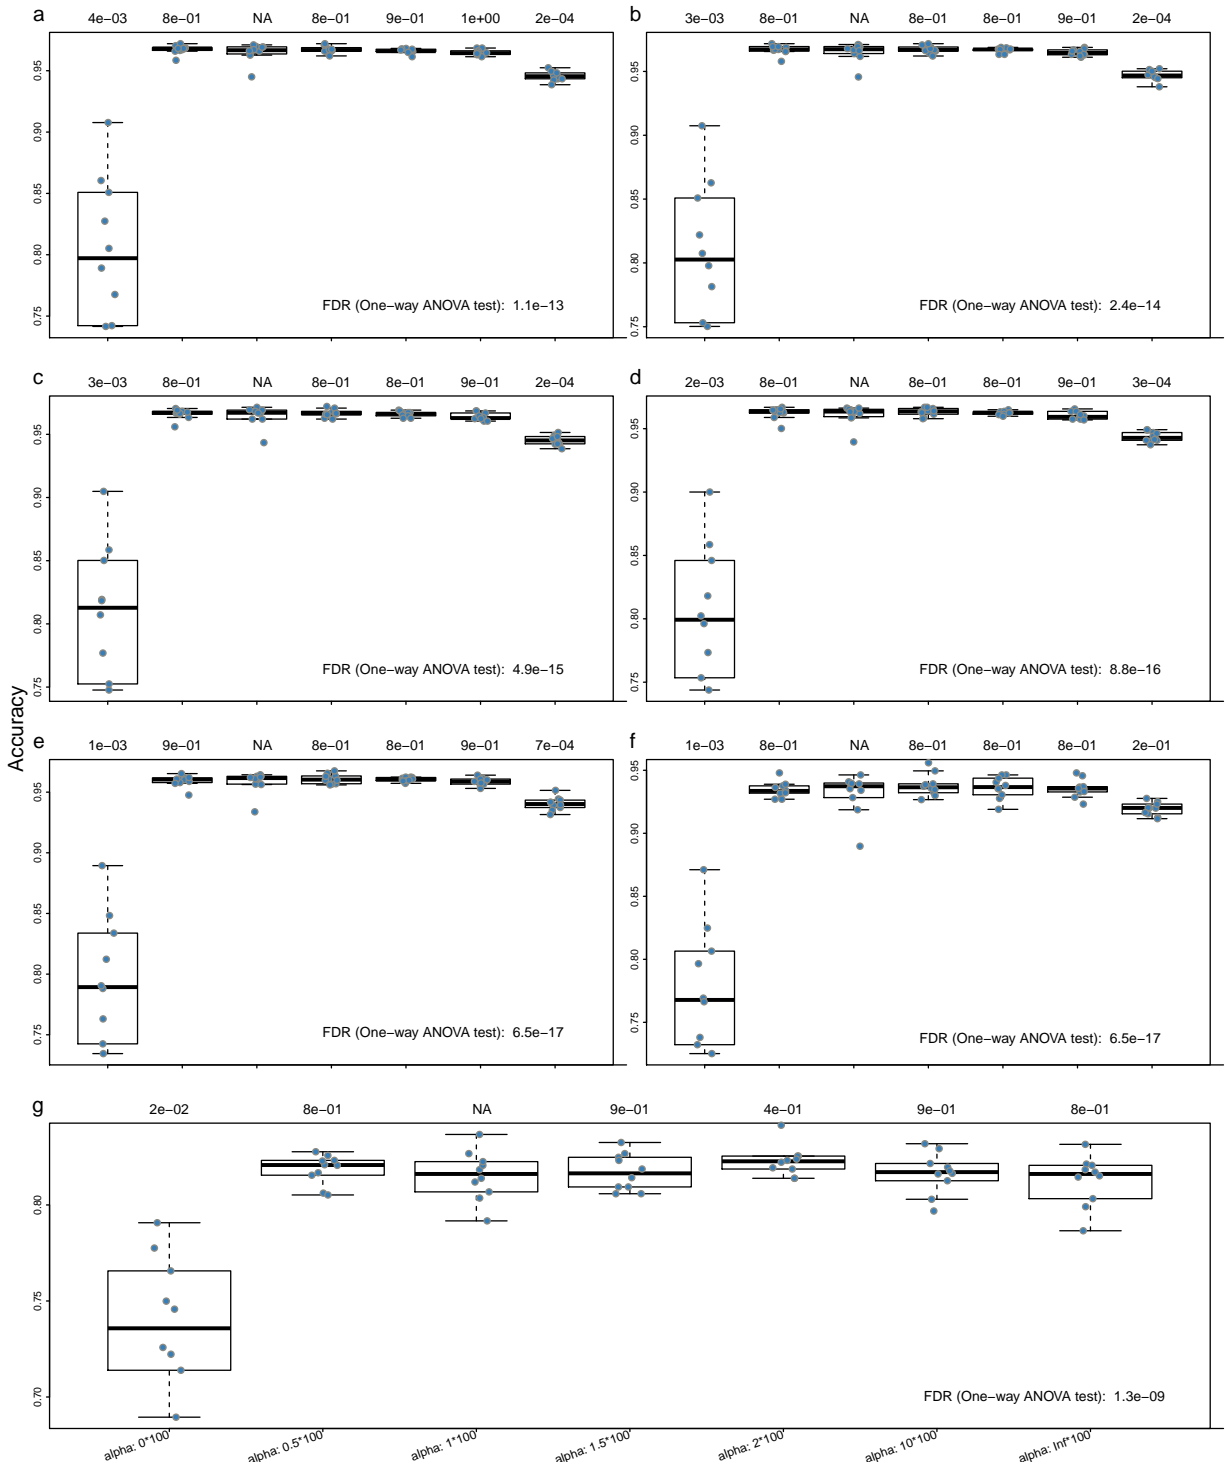 a
4e−03 8e−01 NA 8e−01 9e−01 1e+00 2e−04
0.95
0.90
0.85
0.80
0.75
FDR (One−way ANOVA test): 1.1e−13
b
3e−03 8e−01 NA 8e−01 8e−01 9e−01 2e−04
0.95
0.90
0.85
0.80
0.75
FDR (One−way ANOVA test): 2.4e−14
c
3e−03 8e−01 NA 8e−01 8e−01 9e−01 2e−04
0.95
0.90
0.85
0.80
0.75
FDR (One−way ANOVA test): 4.9e−15
d
2e−03 8e−01 NA 8e−01 8e−01 9e−01 3e−04
0.95
0.90
0.85
0.80
0.75
FDR (One−way ANOVA test): 8.8e−16
Accuracy
e
1e−03 9e−01 NA 8e−01 8e−01 9e−01 7e−04
0.95
0.90
0.85
0.80
0.75
FDR (One−way ANOVA test): 6.5e−17
f
1e−03 8e−01 NA 8e−01 8e−01 8e−01 2e−01
0.95
0.90
0.85
0.80
0.75
FDR (One−way ANOVA test): 6.5e−17
g
2e−02 8e−01 NA 9e−01 4e−01 9e−01 8e−01
0.80
0.75
0.70
FDR (One−way ANOVA test): 1.3e−09
alpha: 0*100 alpha: 0.5*100 alpha: 1*100 alpha: 1.5*100 alpha: 2*100 alpha: 10*100 alpha: Inf*100